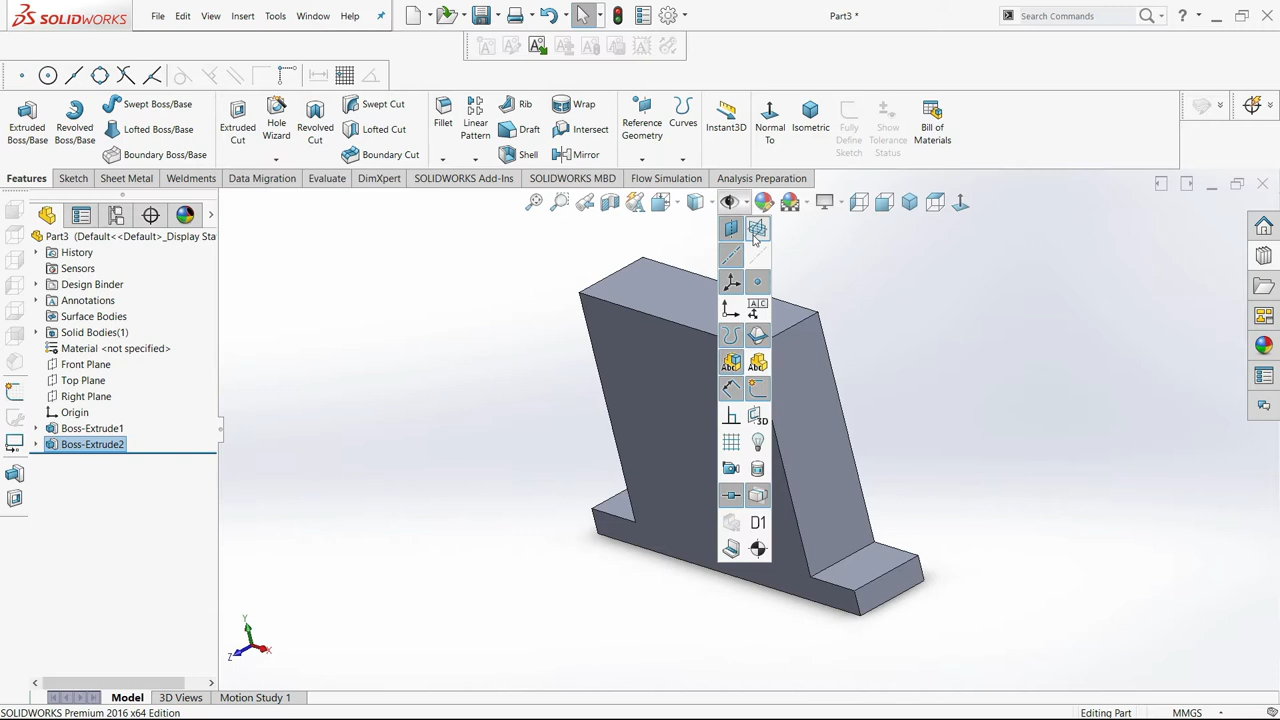 SOLIDWORKS File Edit View Insert Tools Window Help Part3 * Search Commands ?
Extruded Boss/Base
Revolved Boss/Base
Swept Boss/Base
Lofted Boss/Base
Boundary Boss/Base
Extruded Cut
Hole Wizard
Revolved Cut
Swept Cut
Lofted Cut
Boundary Cut
Fillet
Linear Pattern
Rib
Draft
Shell
Wrap
Intersect
Mirror
Reference Geometry
Curves
Instant3D
Normal To
Isometric
Fully Define Sketch
Show Tolerance Status
Bill of Materials
Features Sketch Sheet Metal Weldments Data Migration Evaluate DimXpert SOLIDWORKS Add-Ins SOLIDWORKS MBD Flow Simulation Analysis Preparation
Part3 (Default<<Default>_Display Sta
History
Sensors
Design Binder
Annotations
Surface Bodies
Solid Bodies(1)
Material <not specified>
Front Plane
Top Plane
Right Plane
Origin
Boss-Extrude1
Boss-Extrude2
A C
Abc Abc
3D
D1
Y
Z X
Model 3D Views Motion Study 1
SOLIDWORKS Premium 2016 x64 Edition Editing Part MMGS